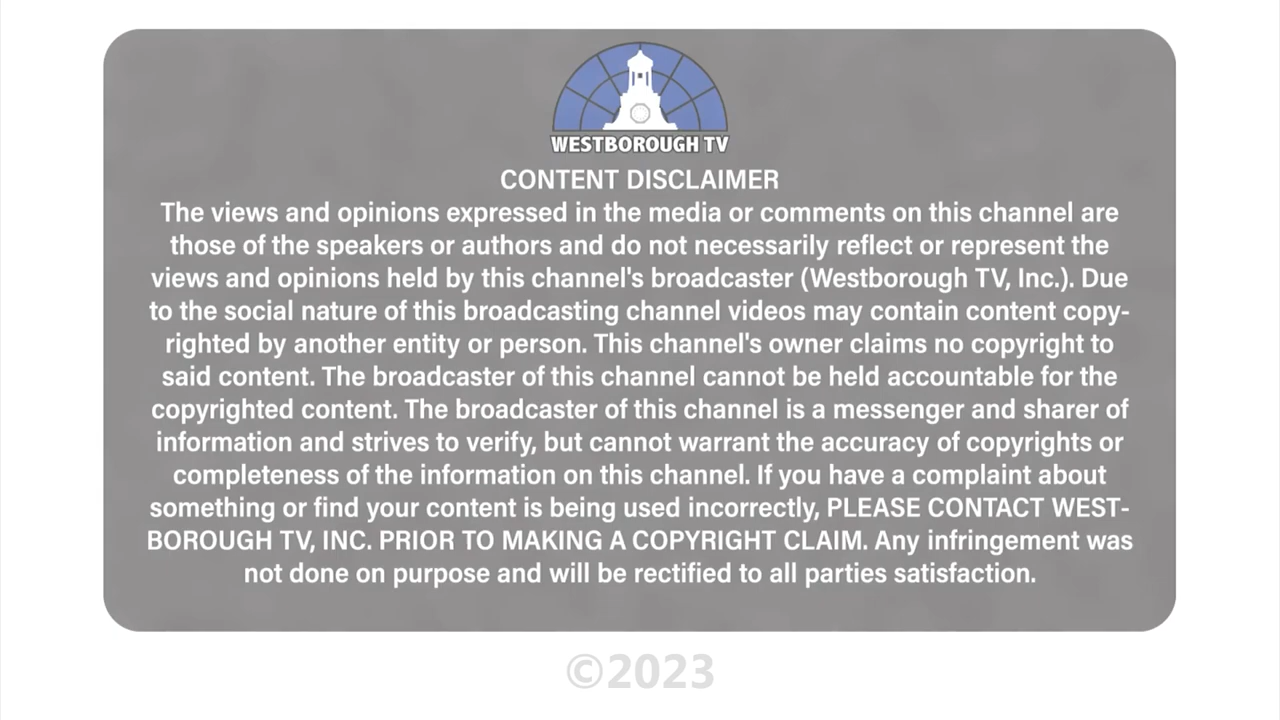 WESTBOROUGH TV
CONTENT DISCLAIMER
The views and opinions expressed in the media or comments on this channel are
those of the speakers or authors and do not necessarily reflect or represent the
views and opinions held by this channel's broadcaster (Westborough TV, Inc.). Due
to the social nature of this broadcasting channel videos may contain content copy-
righted by another entity or person. This channel's owner claims no copyright to
said content. The broadcaster of this channel cannot be held accountable for the
copyrighted content. The broadcaster of this channel is a messenger and sharer of
information and strives to verify, but cannot warrant the accuracy of copyrights or
completeness of the information on this channel. If you have a complaint about
something or find your content is being used incorrectly, PLEASE CONTACT WEST-
BOROUGH TV, INC. PRIOR TO MAKING A COPYRIGHT CLAIM. Any infringement was
not done on purpose and will be rectified to all parties satisfaction.
©2023